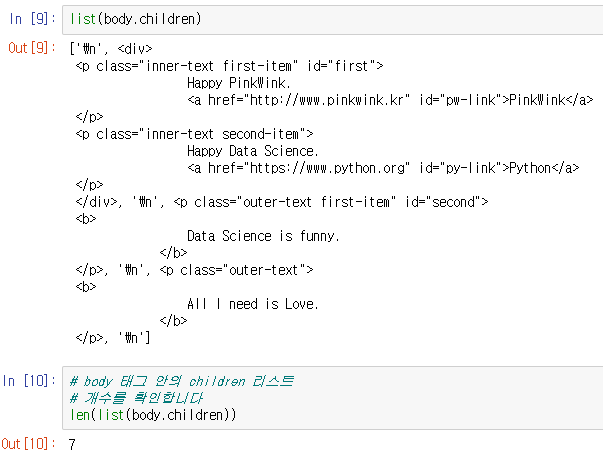 In [9]: list(body.children)
Out[9]: ['₩n', <div>
<p class="inner-text first-item" id="first">
Happy PinkWink.
<a href="http://www.pinkwink.kr" id="pw-link">PinkWink</a>
</p>
<p class="inner-text second-item">
Happy Data Science.
<a href="https://www.python.org" id="py-link">Python</a>
</p>
</div>, '₩n', <p class="outer-text first-item" id="second">
<b>
Data Science is funny.
</b>
</p>, '₩n', <p class="outer-text">
<b>
All I need is Love.
</b>
</p>, '₩n']
In [10]: # body 태그 안의 children 리스트
# 개수를 확인합니다
len(list(body.children))
Out[10]: 7